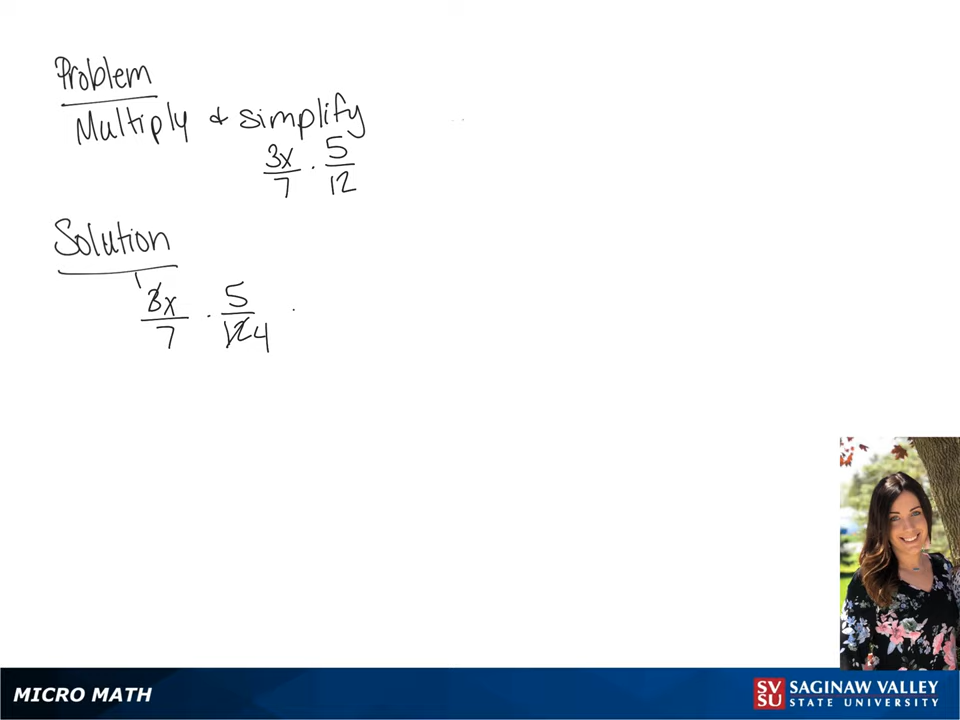 Problem
Multiply & simplify
3x/7 · 5/12
Solution
1
3x/7 · 5/12 4
MICRO MATH
SVSU SAGINAW VALLEY
STATE UNIVERSITY